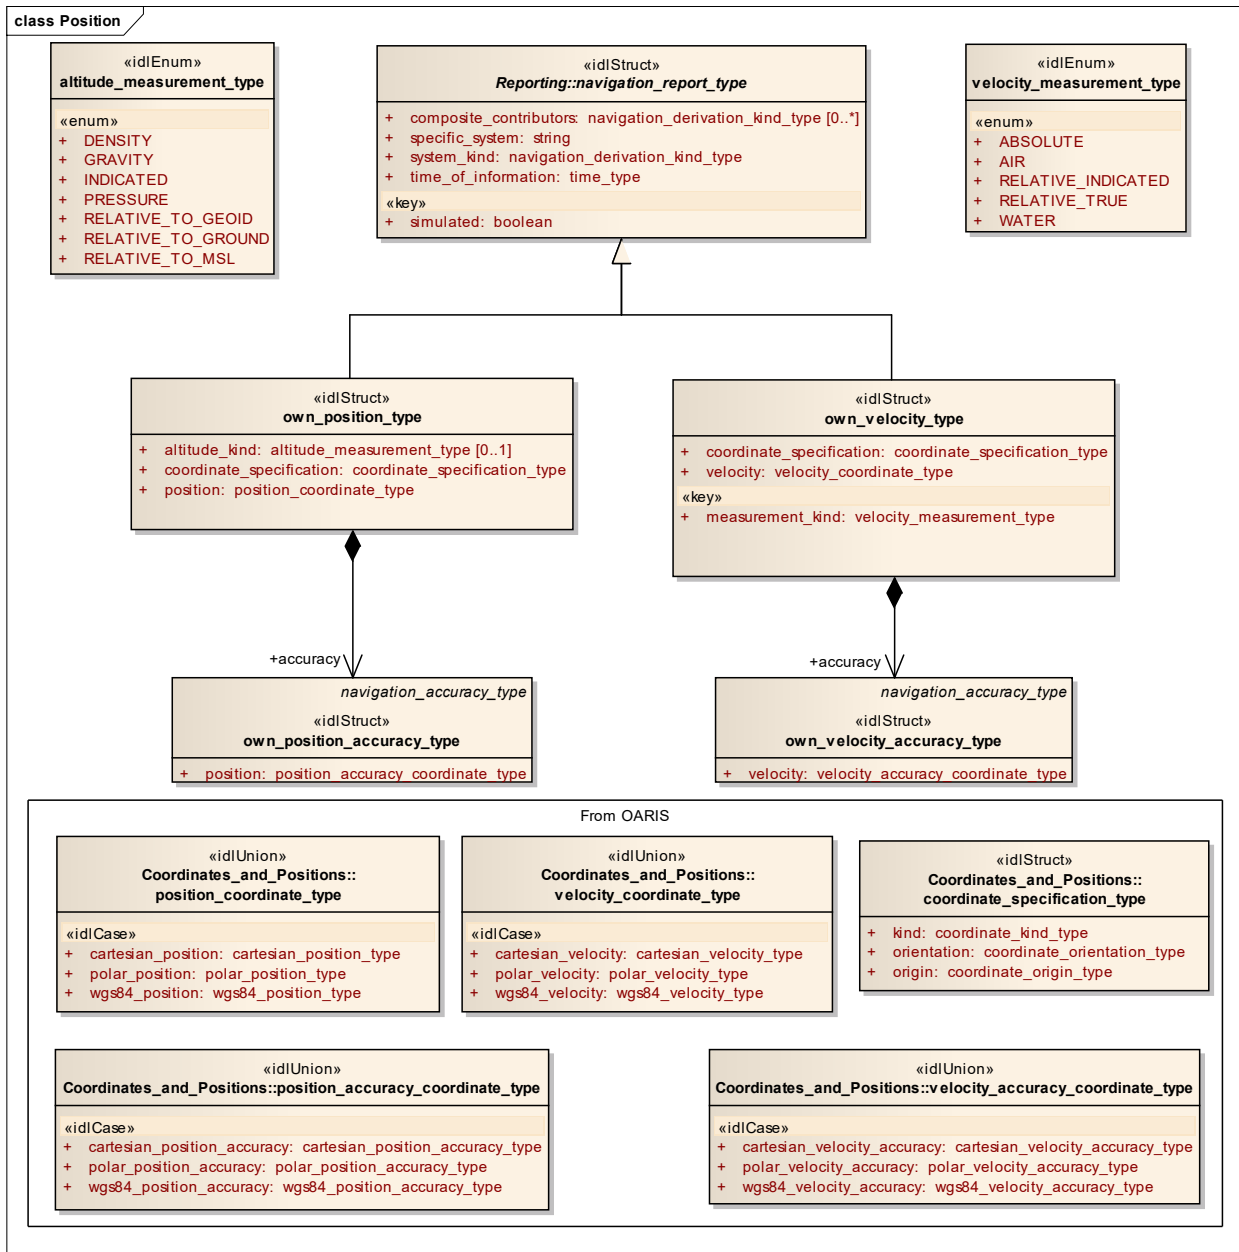 class Position
«idlEnum»
altitude_measurement_type
«enum»
+ DENSITY
+ GRAVITY
+ INDICATED
+ PRESSURE
+ RELATIVE_TO_GEOID
+ RELATIVE_TO_GROUND
+ RELATIVE_TO_MSL
«idlStruct»
Reporting::navigation_report_type
+ composite_contributors: navigation_derivation_kind_type [0..*]
+ specific_system: string
+ system_kind: navigation_derivation_kind_type
+ time_of_information: time_type
«key»
+ simulated: boolean
«idlEnum»
velocity_measurement_type
«enum»
+ ABSOLUTE
+ AIR
+ RELATIVE_INDICATED
+ RELATIVE_TRUE
+ WATER
«idlStruct»
own_position_type
+ altitude_kind: altitude_measurement_type [0..1]
+ coordinate_specification: coordinate_specification_type
+ position: position_coordinate_type
«idlStruct»
own_velocity_type
+ coordinate_specification: coordinate_specification_type
+ velocity: velocity_coordinate_type
«key»
+ measurement_kind: velocity_measurement_type
+accuracy
+accuracy
navigation_accuracy_type
«idlStruct»
own_position_accuracy_type
+ position: position_accuracy_coordinate_type
navigation_accuracy_type
«idlStruct»
own_velocity_accuracy_type
+ velocity: velocity_accuracy_coordinate_type
From OARIS
«idlUnion»
Coordinates_and_Positions::
position_coordinate_type
«idlCase»
+ cartesian_position: cartesian_position_type
+ polar_position: polar_position_type
+ wgs84_position: wgs84_position_type
«idlUnion»
Coordinates_and_Positions::
velocity_coordinate_type
«idlCase»
+ cartesian_velocity: cartesian_velocity_type
+ polar_velocity: polar_velocity_type
+ wgs84_velocity: wgs84_velocity_type
«idlStruct»
Coordinates_and_Positions::
coordinate_specification_type
+ kind: coordinate_kind_type
+ orientation: coordinate_orientation_type
+ origin: coordinate_origin_type
«idlUnion»
Coordinates_and_Positions::position_accuracy_coordinate_type
«idlCase»
+ cartesian_position_accuracy: cartesian_position_accuracy_type
+ polar_position_accuracy: polar_position_accuracy_type
+ wgs84_position_accuracy: wgs84_position_accuracy_type
«idlUnion»
Coordinates_and_Positions::velocity_accuracy_coordinate_type
«idlCase»
+ cartesian_velocity_accuracy: cartesian_velocity_accuracy_type
+ polar_velocity_accuracy: polar_velocity_accuracy_type
+ wgs84_velocity_accuracy: wgs84_velocity_accuracy_type